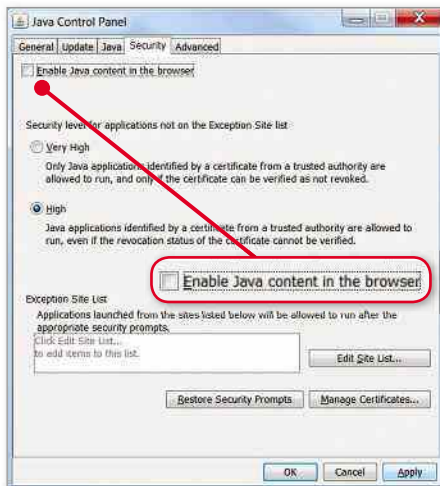 Java Control Panel
General Update Java Security Advanced
Enable Java content in the browser
Security level for applications not on the Exception Site list
Very High
Only Java applications identified by a certificate from a trusted authority are
allowed to run, and only if the certificate can be verified as not revoked.
High
Java applications identified by a certificate from a trusted authority are allowed to
run, even if the revocation status of the certificate cannot be verified.
Enable Java content in the browser
Exception Site List
Applications launched from the sites listed below will be allowed to run after the
appropriate security prompts.
Click Edit Site List...
to add items to this list.
Edit Site List...
Restore Security Prompts Manage Certificates...
OK Cancel Apply